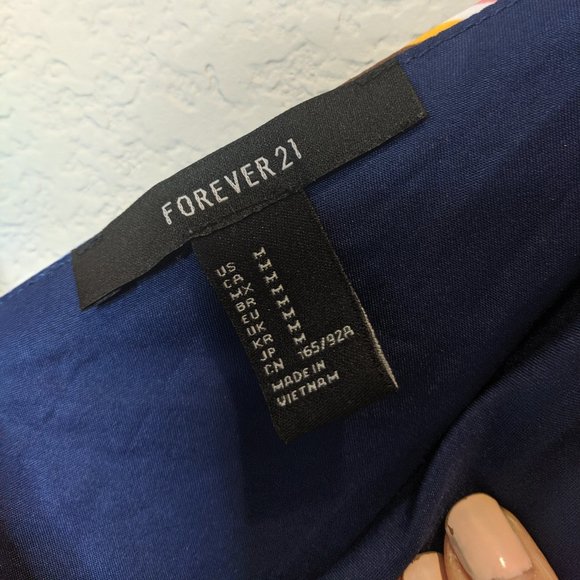 FOREVER 21
US M
CA M
MX M
BR M
EU M
UK M
KR M
JP M
CN 165/92A
MADE IN
VIETNAM